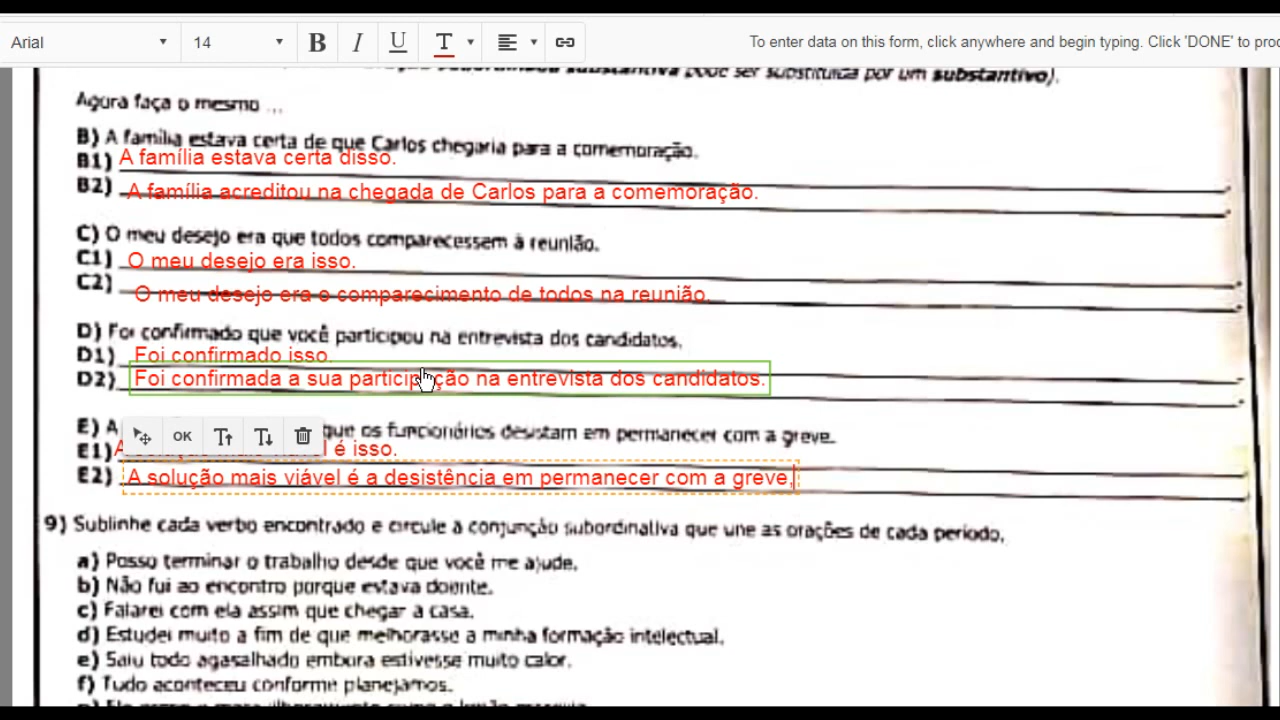 Arial 14 B I U T To enter data on this form, click anywhere and begin typing. Click 'DONE' to proc
subordinada substantiva pode ser substituída por um substantivo).
Agora faça o mesmo ...
B) A família estava certa de que Carlos chegaria para a comemoração.
B1) A família estava certa disso.
B2) A família acreditou na chegada de Carlos para a comemoração.
C) O meu desejo era que todos comparecessem à reunião.
C1) O meu desejo era isso.
C2) O meu desejo era o comparecimento de todos na reunião.
D) Foi confirmado que você participou na entrevista dos candidatos.
D1) Foi confirmado isso.
D2) Foi confirmada a sua participação na entrevista dos candidatos.
OK
E) A que os funcionários desistam em permanecer com a greve.
E1) A é isso.
E2) A solução mais viável é a desistência em permanecer com a greve.
9) Sublinhe cada verbo encontrado e circule a conjunção subordinativa que une as orações de cada período.
a) Posso terminar o trabalho desde que você me ajude.
b) Não fui ao encontro porque estava doente.
c) Falarei com ela assim que chegar a casa.
d) Estudei muito a fim de que melhorasse a minha formação intelectual.
e) Saiu todo agasalhado embora estivesse muito calor.
f) Tudo aconteceu conforme planejamos.